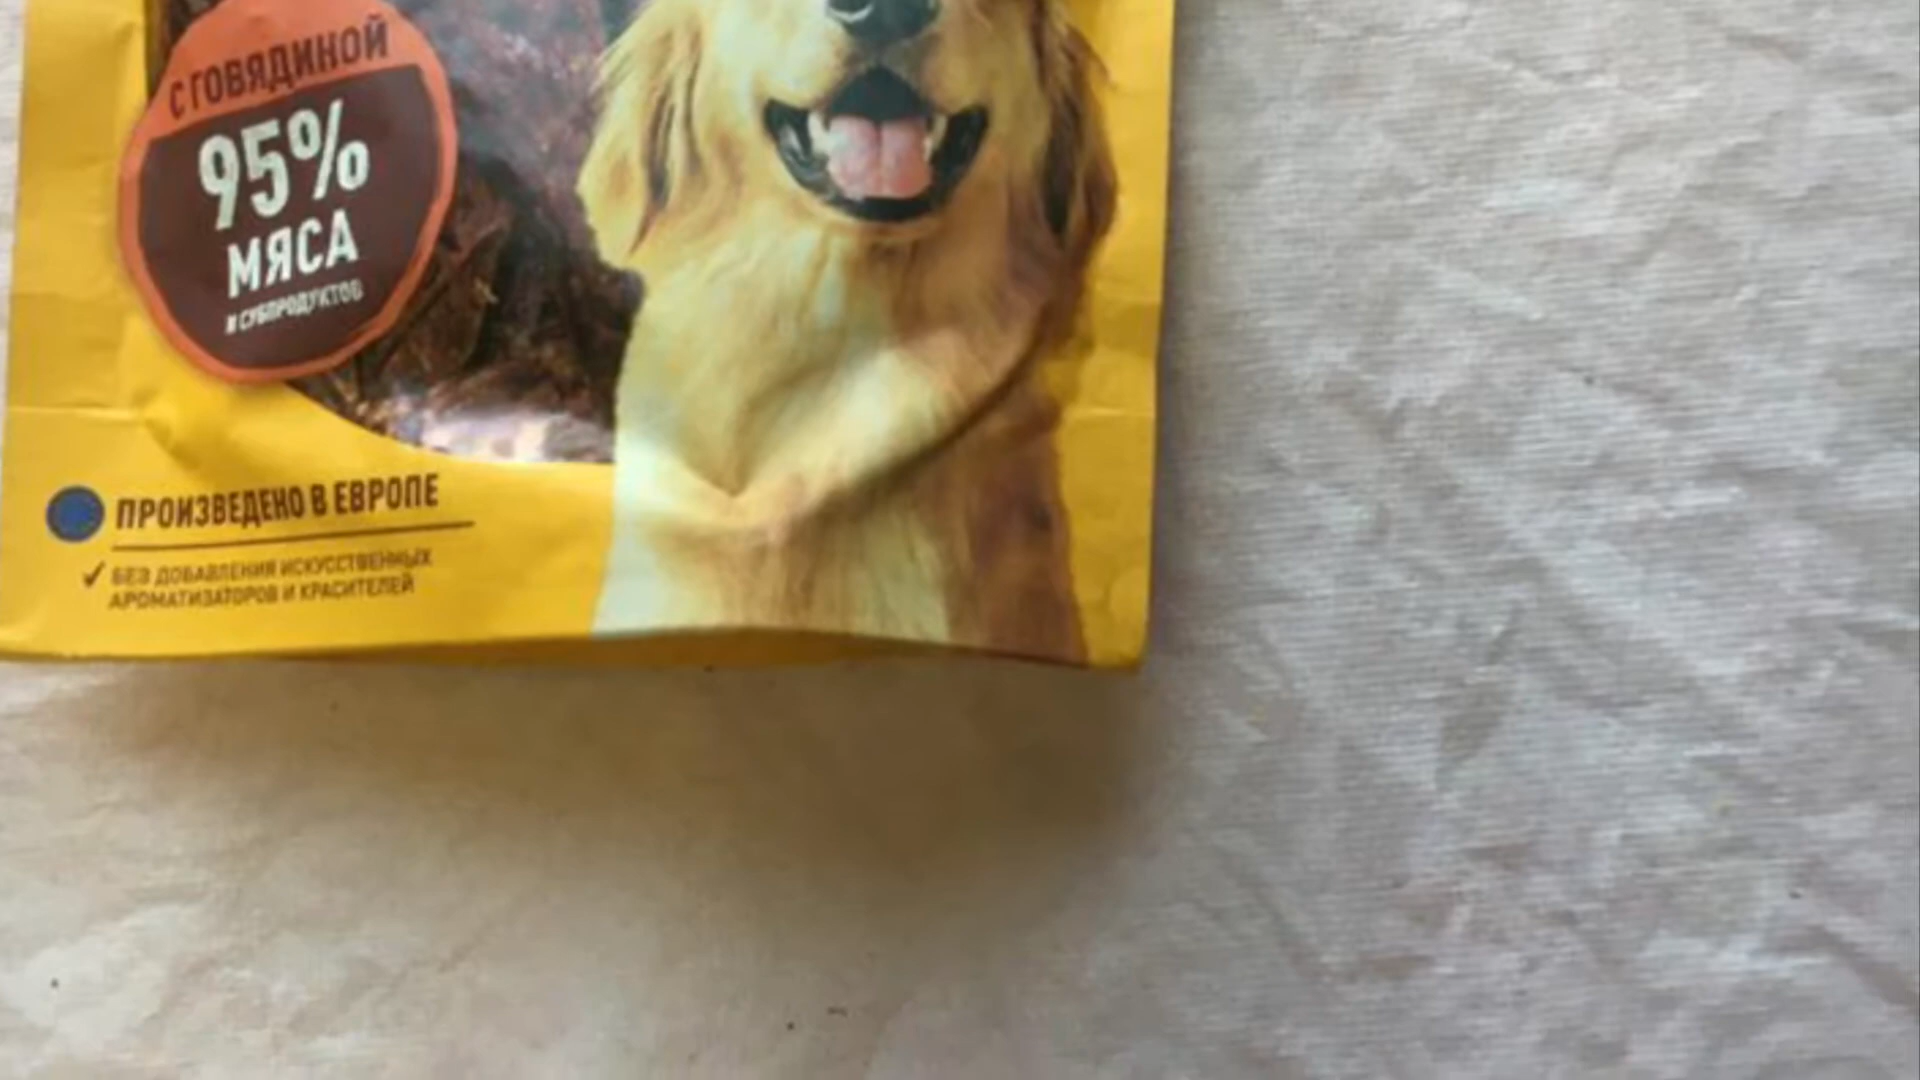 С ГОВЯДИНОЙ
95%
МЯСА
И СУБПРОДУКТОВ
ПРОИЗВЕДЕНО В ЕВРОПЕ
✓ БЕЗ ДОБАВЛЕНИЯ ИСКУССТВЕННЫХ
АРОМАТИЗАТОРОВ И КРАСИТЕЛЕЙ